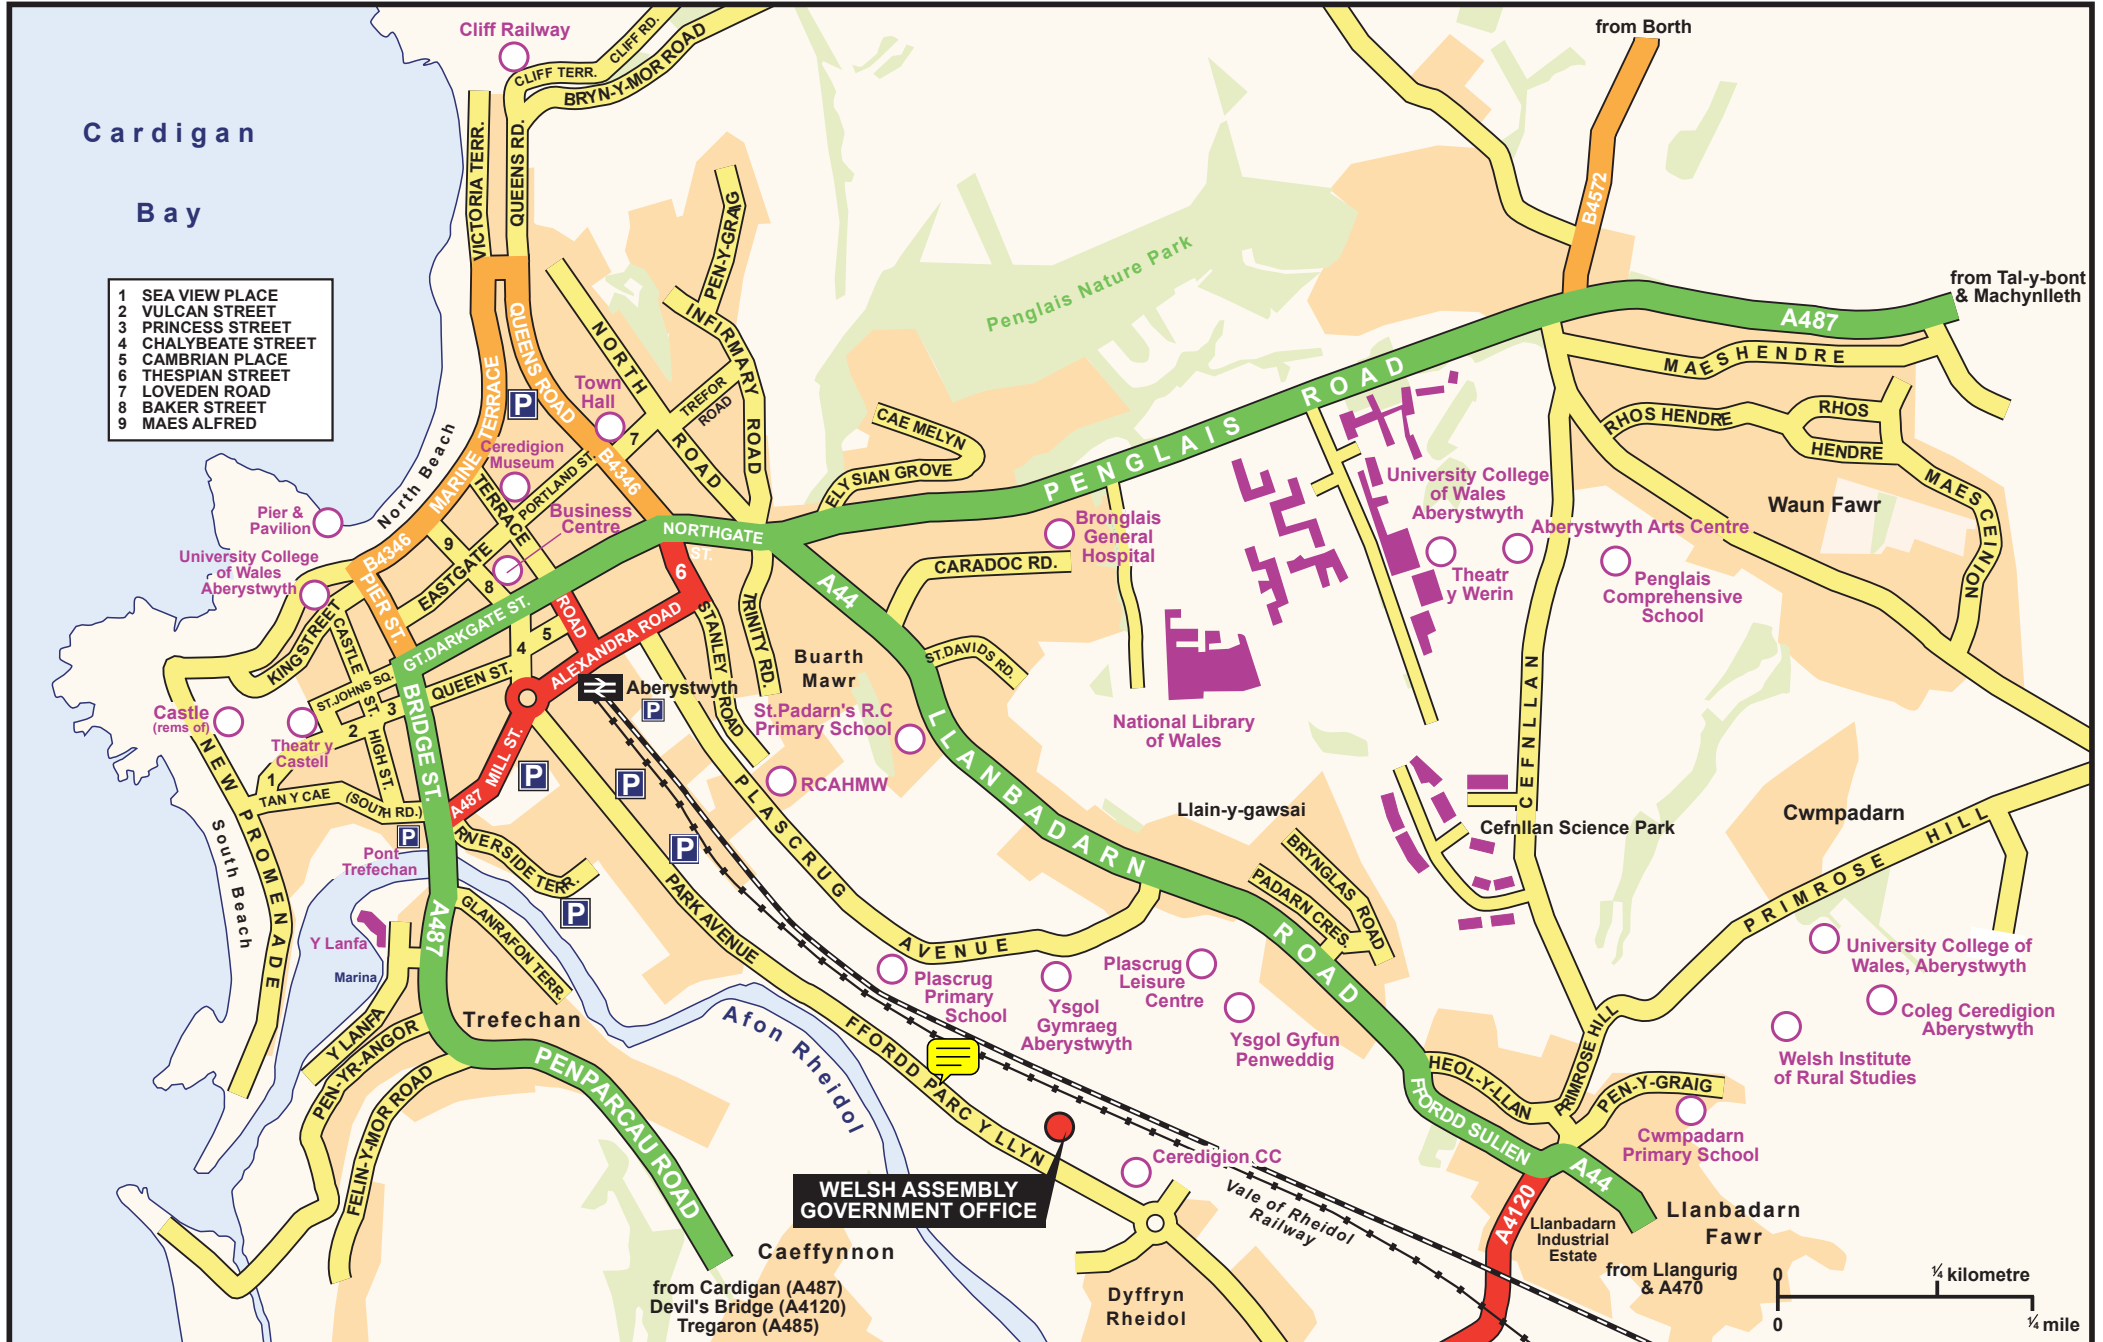 Cliff Railway
CLIFF RD.
CLIFF TERR.
BRYN-Y-MOR ROAD
from Borth
Cardigan
Bay
VICTORIA TERR.
QUEENS RD.
B4572
PEN-Y-GRAIG
Penglais Nature Park
from Tal-y-bont
& Machynlleth
A487
1 SEA VIEW PLACE
2 VULCAN STREET
3 PRINCESS STREET
4 CHALYBEATE STREET
5 CAMBRIAN PLACE
6 THESPIAN STREET
7 LOVEDEN ROAD
8 BAKER STREET
9 MAES ALFRED
QUEENS ROAD
NORTH
ROAD
INFIRMARY
ROAD
TREFOR
ROAD
MAESHENDRE
Town
Hall
P
7
MARINE TERRACE
B4346
North Beach
Ceredigion
Museum
PORTLAND ST.
TERRACE
CAE MELYN
ELYSIAN GROVE
PENGLAIS ROAD
RHOS HENDRE
RHOS
HENDRE
MAESCEINION
Waun Fawr
University College
of Wales
Aberystwyth
Aberystwyth Arts Centre
Theatr
y Werin
Penglais
Comprehensive
School
Pier &
Pavilion
University College
of Wales
Aberystwyth
B4346
PIER ST.
9
EASTGATE
8
Business
Centre
NORTHGATE
ST.
Bronglais
General
Hospital
CARADOC RD.
A44
6
ROAD
GT.DARKGATE ST.
KING STREET
CASTLE
ST.
ST.JOHNS SQ.
QUEEN ST.
4
5
ALEXANDRA ROAD
STANLEY
ROAD
TRINITY RD.
Buarth
Mawr
ST.DAVIDS RD.
Aberystwyth
P
St.Padarn's R.C
Primary School
National Library
of Wales
Castle
(rems of)
Theatr y
Castell
3
2
1
HIGH ST.
BRIDGE ST.
MILL ST.
A487
TAN Y CAE
(SOUTH RD.)
NEW PROMENADE
South Beach
P
P
P
P
P
RCAHMW
PLASCRUG
AVENUE
LLANBADARN
ROAD
Llain-y-gawsai
CEFNLLAN
Cefnllan Science Park
Cwmpadarn
PRIMROSE HILL
BRYNGLAS ROAD
PADARN CRES.
Pont
Trefechan
RIVERSIDE TERR.
PARK AVENUE
A487
GLANRAFON TERR.
Y Lanfa
Marina
Y LANFA
PEN-YR-ANGOR
FELIN-Y-MOR ROAD
Trefechan
PENPARCAU ROAD
Afon Rheidol
FFORDD PARC Y LLYN
Plascrug
Primary
School
Ysgol
Gymraeg
Aberystwyth
Plascrug
Leisure
Centre
Ysgol Gyfun
Penweddig
University College of
Wales, Aberystwyth
Coleg Ceredigion
Aberystwyth
Welsh Institute
of Rural Studies
HEOL-Y-LLAN
PRIMROSE HILL
PEN-Y-GRAIG
FFORDD SULIEN
Cwmpadarn
Primary School
A44
A4120
Ceredigion CC
WELSH ASSEMBLY
GOVERNMENT OFFICE
Vale of Rheidol
Railway
Llanbadarn
Industrial
Estate
Llanbadarn
Fawr
from Llangurig
& A470
Caeffynnon
from Cardigan (A487)
Devil's Bridge (A4120)
Tregaron (A485)
Dyffryn
Rheidol
0
¼ kilometre
0
¼ mile